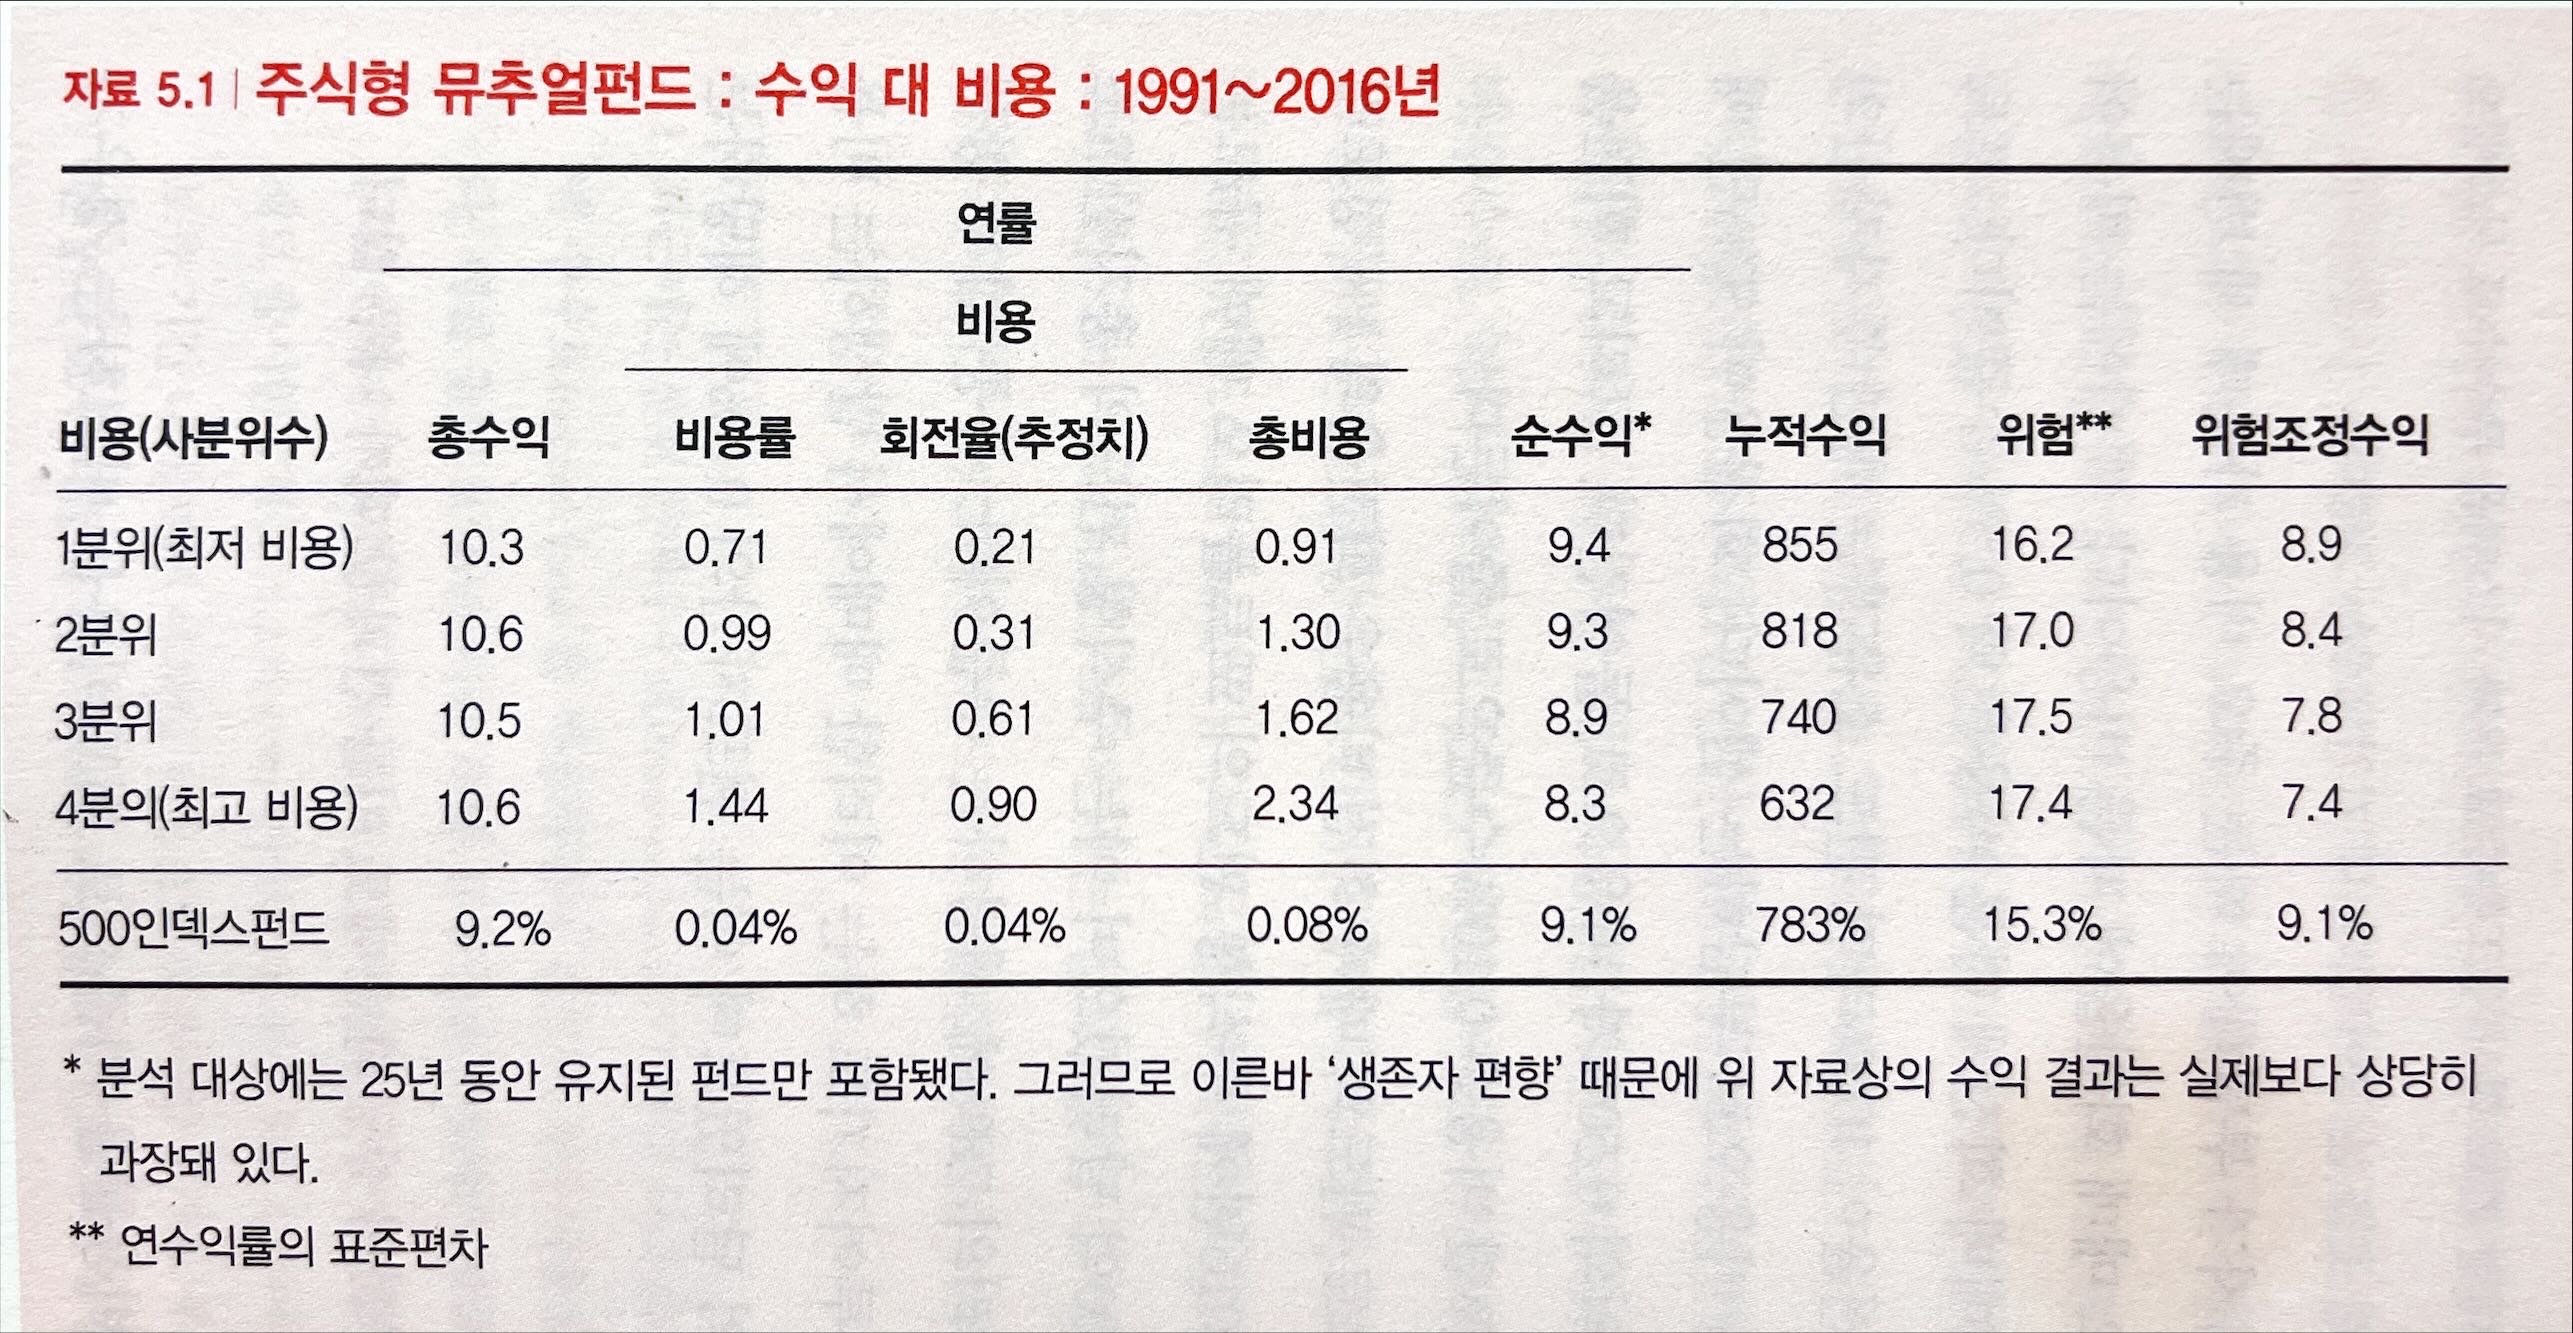 자료 5.1 | 주식형 뮤추얼펀드 : 수익 대 비용 : 1991~2016년
연률
비용
비용(사분위수) 총수익 비용률 회전율(추정치) 총비용 순수익* 누적수익 위험** 위험조정수익
1분위(최저 비용) 10.3 0.71 0.21 0.91 9.4 855 16.2 8.9
2분위 10.6 0.99 0.31 1.30 9.3 818 17.0 8.4
3분위 10.5 1.01 0.61 1.62 8.9 740 17.5 7.8
4분의(최고 비용) 10.6 1.44 0.90 2.34 8.3 632 17.4 7.4
500인덱스펀드 9.2% 0.04% 0.04% 0.08% 9.1% 783% 15.3% 9.1%
* 분석 대상에는 25년 동안 유지된 펀드만 포함됐다. 그러므로 이른바 ‘생존자 편향’ 때문에 위 자료상의 수익 결과는 실제보다 상당히
과장돼 있다.
** 연수익률의 표준편차